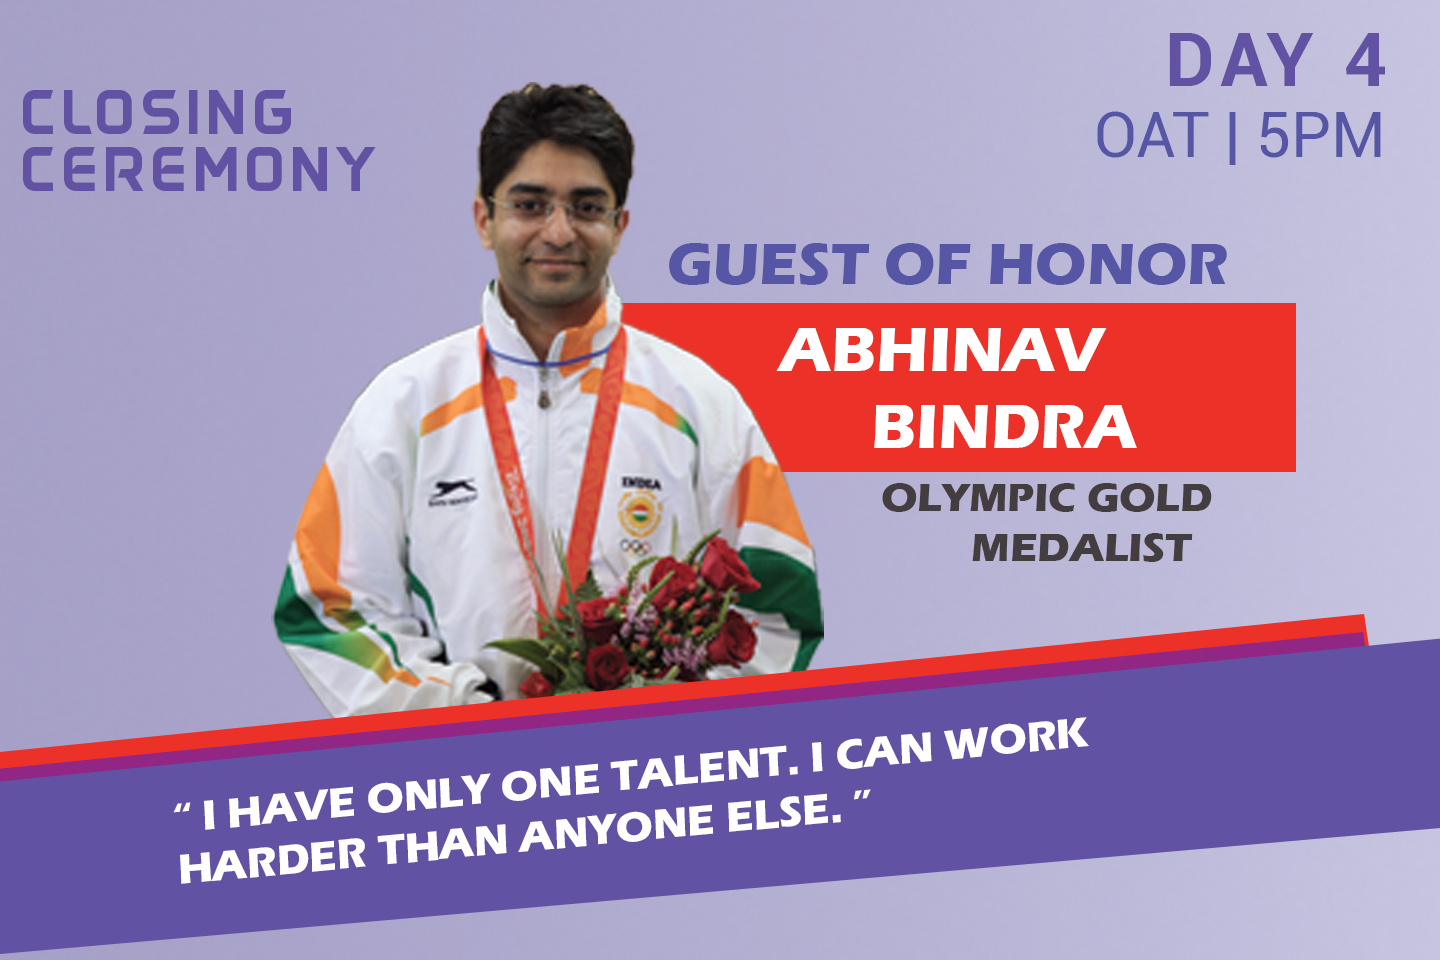 CLOSING
CEREMONY
DAY 4
OAT | 5PM
GUEST OF HONOR
ABHINAV
BINDRA
OLYMPIC GOLD
MEDALIST
INDIA
“ I HAVE ONLY ONE TALENT. I CAN WORK
HARDER THAN ANYONE ELSE. ”